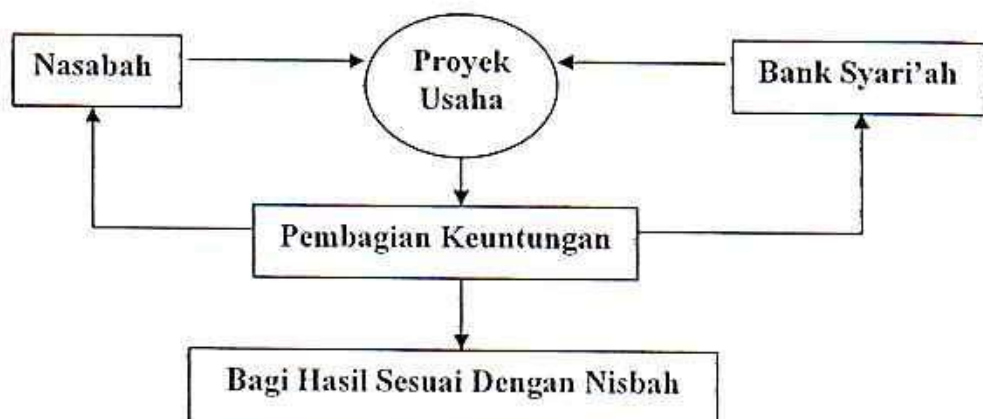 Nasabah
Proyek
Usaha
Bank Syari'ah
Pembagian Keuntungan
Bagi Hasil Sesuai Dengan Nisbah